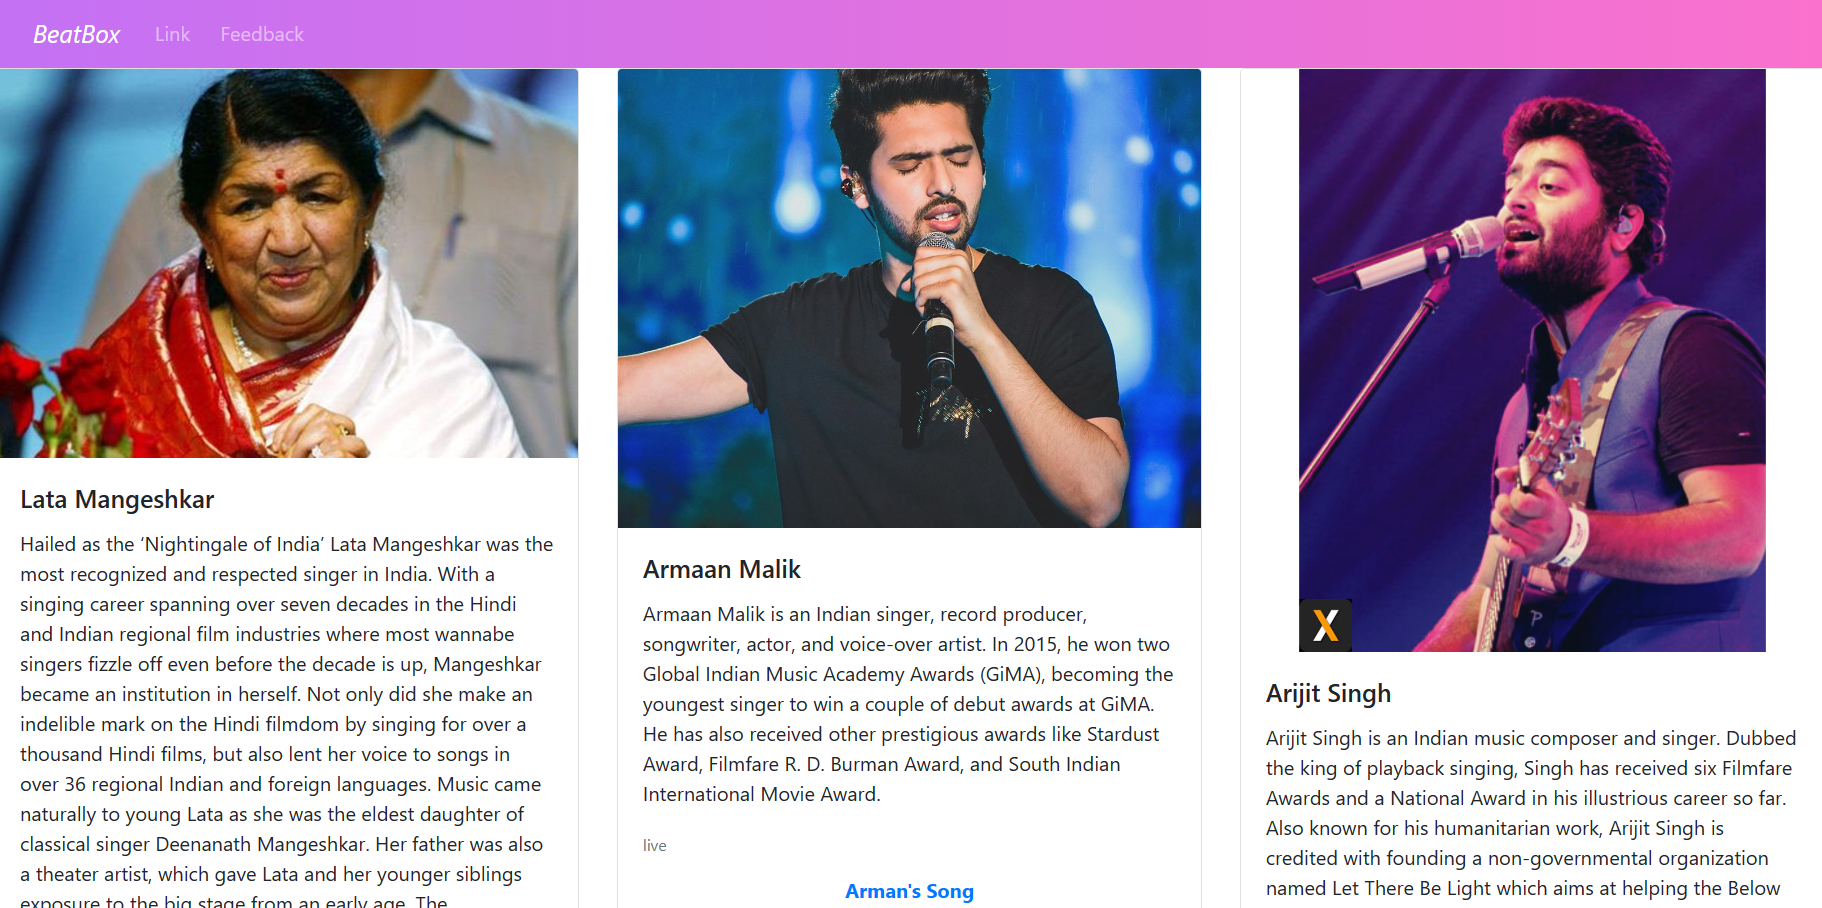 BeatBox Link Feedback
Lata Mangeshkar
Hailed as the ‘Nightingale of India’ Lata Mangeshkar was the
most recognized and respected singer in India. With a
singing career spanning over seven decades in the Hindi
and Indian regional film industries where most wannabe
singers fizzle off even before the decade is up, Mangeshkar
became an institution in herself. Not only did she make an
indelible mark on the Hindi filmdom by singing for over a
thousand Hindi films, but also lent her voice to songs in
over 36 regional Indian and foreign languages. Music came
naturally to young Lata as she was the eldest daughter of
classical singer Deenanath Mangeshkar. Her father was also
a theater artist, which gave Lata and her younger siblings
exposure to the big stage from an early age. The
Armaan Malik
Armaan Malik is an Indian singer, record producer,
songwriter, actor, and voice-over artist. In 2015, he won two
Global Indian Music Academy Awards (GiMA), becoming the
youngest singer to win a couple of debut awards at GiMA.
He has also received other prestigious awards like Stardust
Award, Filmfare R. D. Burman Award, and South Indian
International Movie Award.
live
Arman's Song
X
Arijit Singh
Arijit Singh is an Indian music composer and singer. Dubbed
the king of playback singing, Singh has received six Filmfare
Awards and a National Award in his illustrious career so far.
Also known for his humanitarian work, Arijit Singh is
credited with founding a non-governmental organization
named Let There Be Light which aims at helping the Below